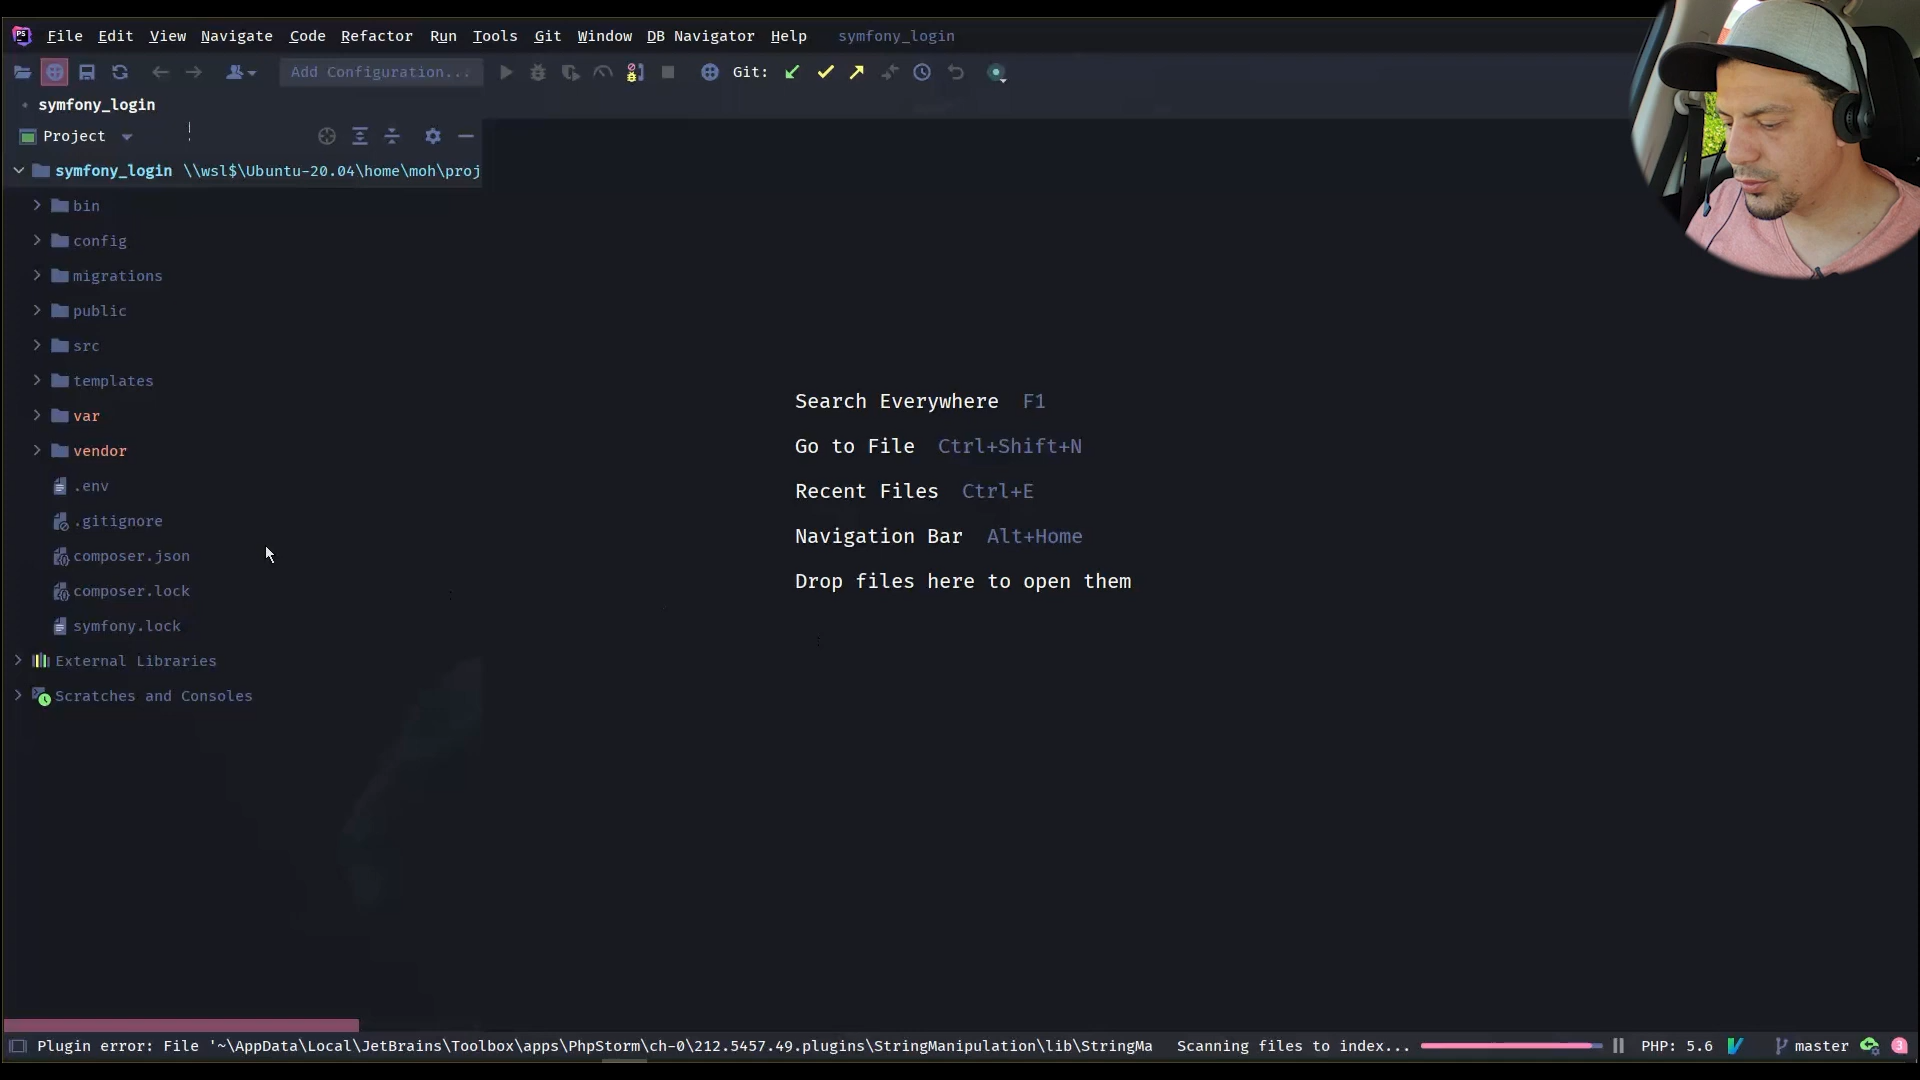 PS File Edit View Navigate Code Refactor Run Tools Git Window DB Navigator Help symfony_login
Add Configuration... Git:
symfony_login
Project
symfony_login \\wsl$\Ubuntu-20.04\home\moh\proj
bin
config
migrations
public
src
templates
var
vendor
.env
.gitignore
composer.json
composer.lock
symfony.lock
External Libraries
Scratches and Consoles
Search Everywhere F1
Go to File Ctrl+Shift+N
Recent Files Ctrl+E
Navigation Bar Alt+Home
Drop files here to open them
Plugin error: File '~\AppData\Local\JetBrains\Toolbox\apps\PhpStorm\ch-0\212.5457.49.plugins\StringManipulation\lib\StringMa Scanning files to index... PHP: 5.6 master 3